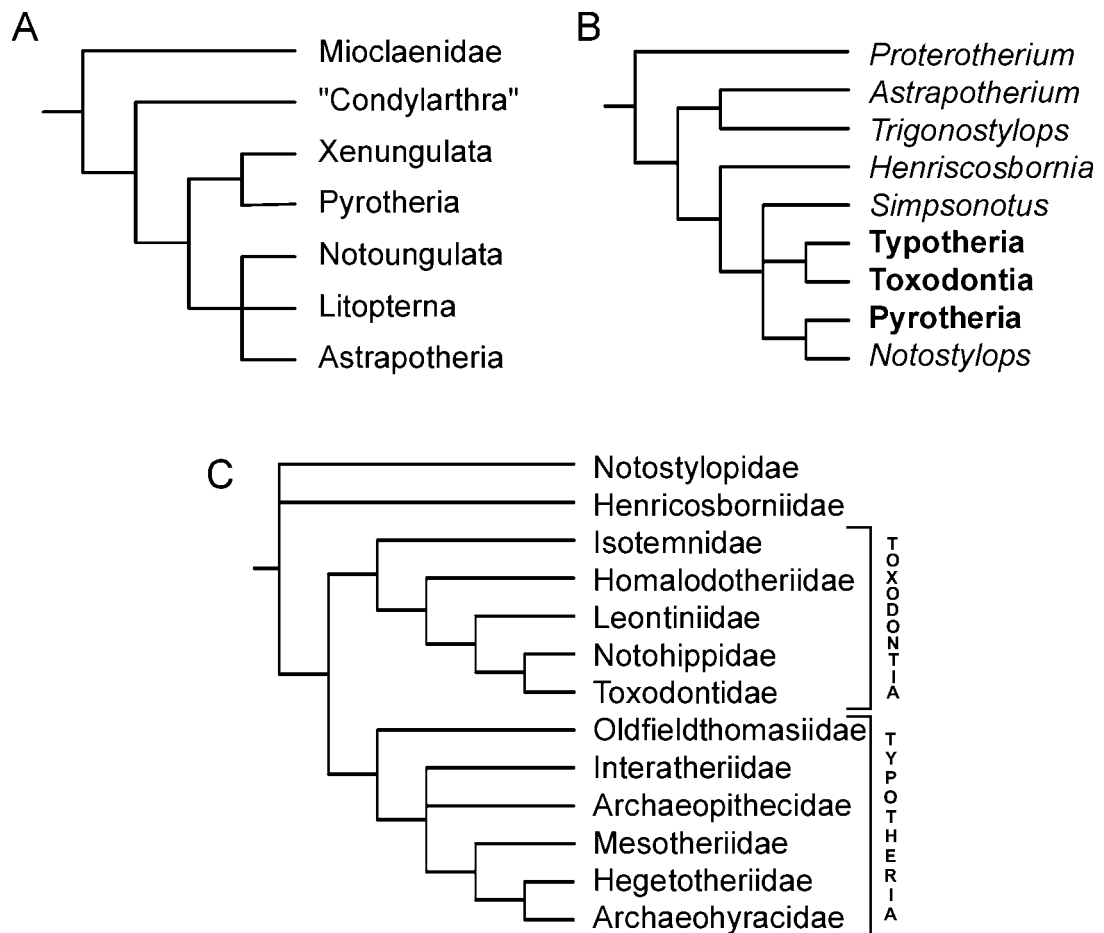 A
Mioclaenidae
"Condylarthra"
Xenungulata
Pyrotheria
Notoungulata
Litopterna
Astrapotheria
B
Proterotherium
Astrapotherium
Trigonostylops
Henriscosbornia
Simpsonotus
Typotheria
Toxodontia
Pyrotheria
Notostylops
C
Notostylopidae
Henricosborniidae
Isotemnidae
Homalodotheriidae
Leontiniidae
Notohippidae
Toxodontidae
Oldfieldthomasiidae
Interatheriidae
Archaeopithecidae
Mesotheriidae
Hegetotheriidae
Archaeohyracidae
TOXODONTIA
TYPOTHERIA